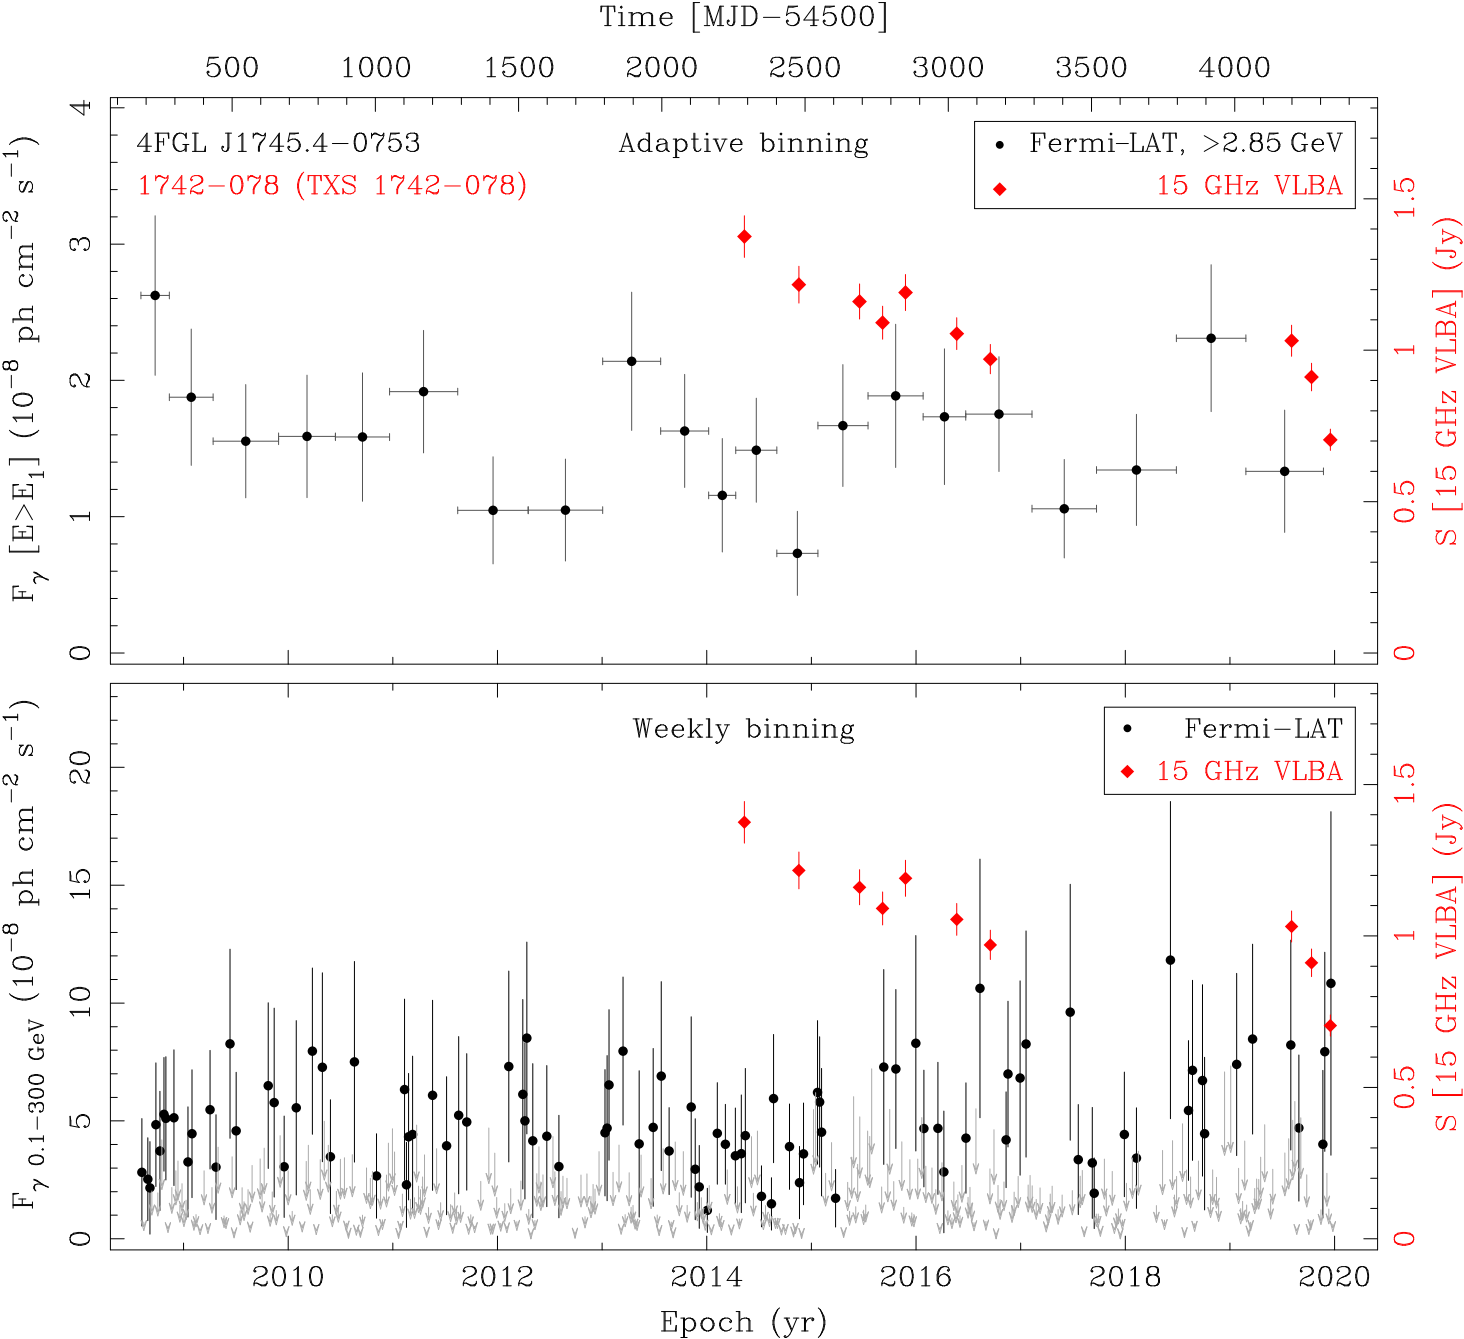 Time [MJD−54500]
500 1000 1500 2000 2500 3000 3500 4000
4FGL J1745.4−0753
1742−078 (TXS 1742−078)
Adaptive binning
Fermi−LAT, >2.85 GeV
15 GHz VLBA
F_γ [E>E_1] (10^−8 ph cm^−2 s^−1)
4
3
2
1
0
S [15 GHz VLBA] (Jy)
1.5
1
0.5
0
Weekly binning
Fermi−LAT
15 GHz VLBA
F_γ 0.1−300 GeV (10^−8 ph cm^−2 s^−1)
20
15
10
5
0
S [15 GHz VLBA] (Jy)
1.5
1
0.5
0
2010 2012 2014 2016 2018 2020
Epoch (yr)